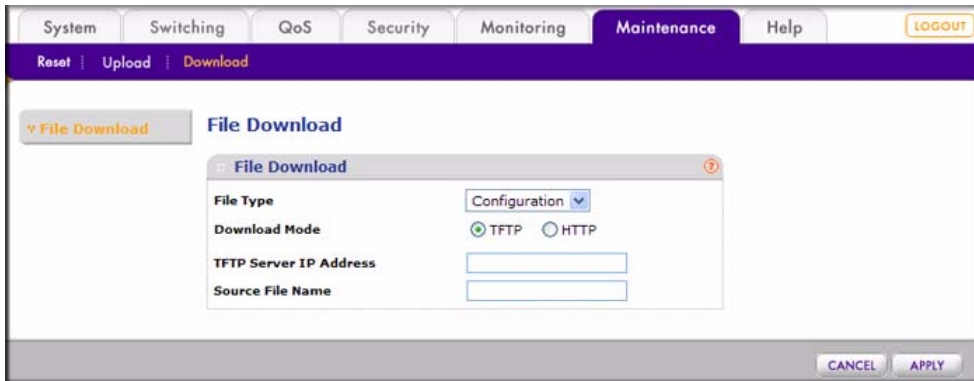 System Switching QoS Security Monitoring Maintenance Help LOGOUT
Reset Upload Download
File Download
File Download
File Download
File Type Configuration
Download Mode TFTP HTTP
TFTP Server IP Address
Source File Name
CANCEL APPLY